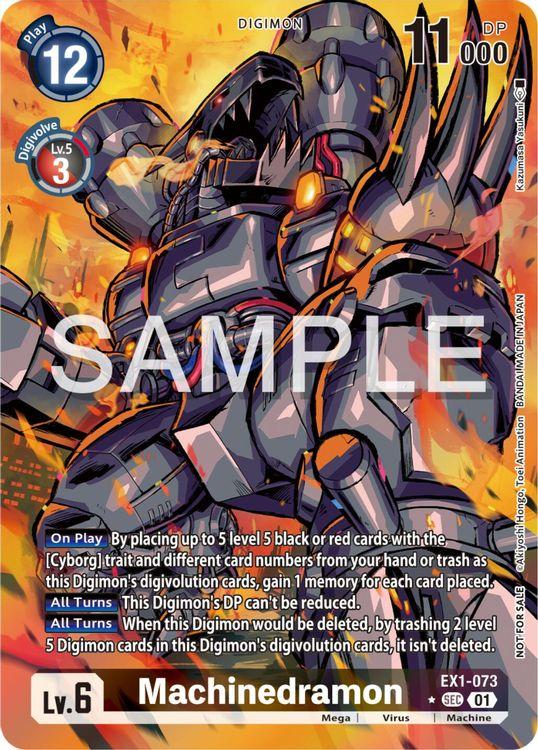 DIGIMON
Play
12
11000
DP
Digivolve
Lv.5
3
Kazumasa Yasukuni
SAMPLE
NOT FOR SALE ©Akiyoshi Hongo, Toei Animation BANDAI MADE IN JAPAN
On Play By placing up to 5 level 5 black or red cards with the
[Cyborg] trait and different card numbers from your hand or trash as
this Digimon's digivolution cards, gain 1 memory for each card placed.
All Turns This Digimon's DP can't be reduced.
All Turns When this Digimon would be deleted, by trashing 2 level
5 Digimon cards in this Digimon's digivolution cards, it isn't deleted.
EX1-073
Lv.6 Machinedramon ★ SEC 01
Mega | Virus | Machine